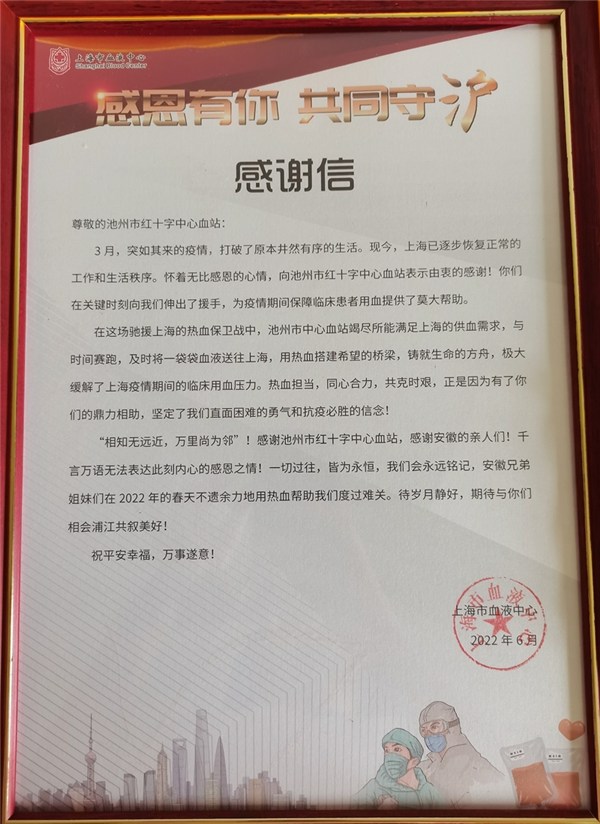 上海市血液中心
Shanghai Blood Center
感恩有你 共同守沪
感谢信
尊敬的池州市红十字中心血站：
3月，突如其来的疫情，打破了原本井然有序的生活。现今，上海已逐步恢复正常的
工作和生活秩序。怀着无比感恩的心情，向池州市红十字中心血站表示由衷的感谢！你们
在关键时刻向我们伸出了援手，为疫情期间保障临床患者用血提供了莫大帮助。
在这场驰援上海的热血保卫战中，池州市中心血站竭尽所能满足上海的供血需求，与
时间赛跑，及时将一袋袋血液送往上海，用热血搭建希望的桥梁，铸就生命的方舟，极大
缓解了上海疫情期间的临床用血压力。热血担当，同心合力，共克时艰，正是因为有了你
们的鼎力相助，坚定了我们直面困难的勇气和抗疫必胜的信念！
“相知无远近，万里尚为邻”！感谢池州市红十字中心血站，感谢安徽的亲人们！千
言万语无法表达此刻内心的感恩之情！一切过往，皆为永恒，我们会永远铭记，安徽兄弟
姐妹们在2022年的春天不遗余力地用热血帮助我们度过难关。待岁月静好，期待与你们
相会浦江共叙美好！
祝平安幸福，万事遂意！
上海市血液中心
上海市血液中心
2022年6月